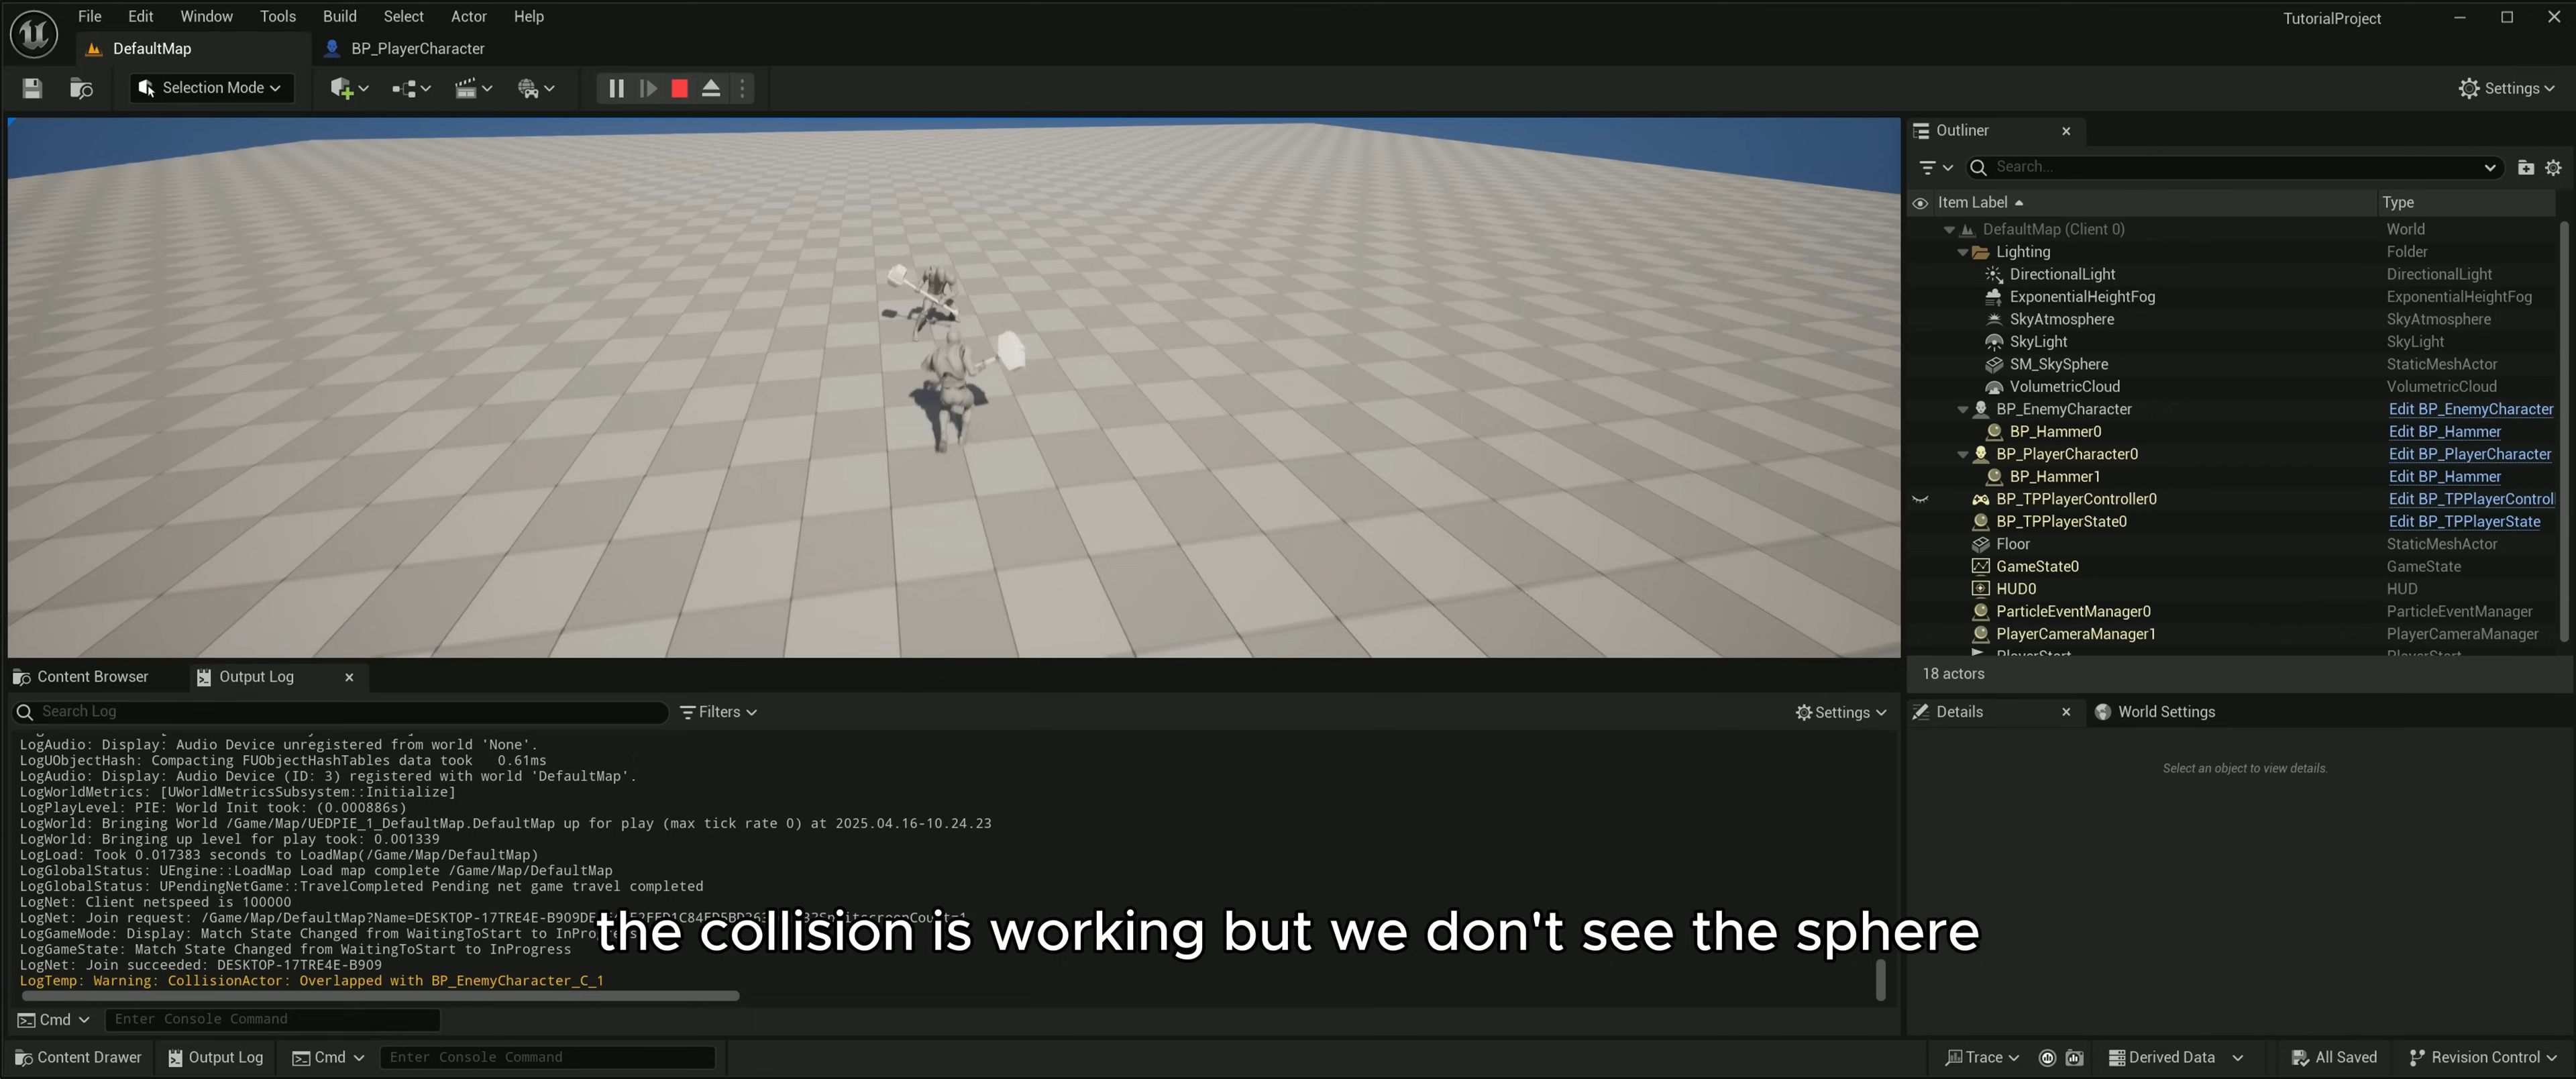 File Edit Window Tools Build Select Actor Help
TutorialProject
DefaultMap
BP_PlayerCharacter
Selection Mode
Settings
Outliner
Search...
Item Label
Type
DefaultMap (Client 0) World
Lighting Folder
DirectionalLight DirectionalLight
ExponentialHeightFog ExponentialHeightFog
SkyAtmosphere SkyAtmosphere
SkyLight SkyLight
SM_SkySphere StaticMeshActor
VolumetricCloud VolumetricCloud
BP_EnemyCharacter Edit BP_EnemyCharacter
BP_Hammer0 Edit BP_Hammer
BP_PlayerCharacter0 Edit BP_PlayerCharacter
BP_Hammer1 Edit BP_Hammer
BP_TPPlayerController0 Edit BP_TPPlayerControl
BP_TPPlayerState0 Edit BP_TPPlayerState
Floor StaticMeshActor
GameState0 GameState
HUD0 HUD
ParticleEventManager0 ParticleEventManager
PlayerCameraManager1 PlayerCameraManager
PlayerStart PlayerStart
18 actors
Details
World Settings
Select an object to view details.
Content Browser
Output Log
Search Log
Filters
Settings
LogAudio: Display: Audio Device unregistered from world 'None'.
LogUObjectHash: Compacting FUObjectHashTables data took   0.61ms
LogAudio: Display: Audio Device (ID: 3) registered with world 'DefaultMap'.
LogWorldMetrics: [UWorldMetricsSubsystem::Initialize]
LogPlayLevel: PIE: World Init took: (0.000886s)
LogWorld: Bringing World /Game/Map/UEDPIE_1_DefaultMap.DefaultMap up for play (max tick rate 0) at 2025.04.16-10.24.23
LogWorld: Bringing up level for play took: 0.001339
LogLoad: Took 0.017383 seconds to LoadMap(/Game/Map/DefaultMap)
LogGlobalStatus: UEngine::LoadMap Load map complete /Game/Map/DefaultMap
LogGlobalStatus: UPendingNetGame::TravelCompleted Pending net game travel completed
LogNet: Client netspeed is 100000
LogNet: Join request:
LogGameMode: Display: Match State Changed from WaitingToStart to
LogGameState: Match State Changed from WaitingToStart to InProgress
LogNet: Join succeeded: DESKTOP-17TRE4E-B909
LogTemp: Warning: CollisionActor: Overlapped with BP_EnemyCharacter_C_1
the collision is working but we don't see the sphere
Cmd
Enter Console Command
Content Drawer
Output Log
Cmd
Enter Console Command
Trace
Derived Data
All Saved
Revision Control